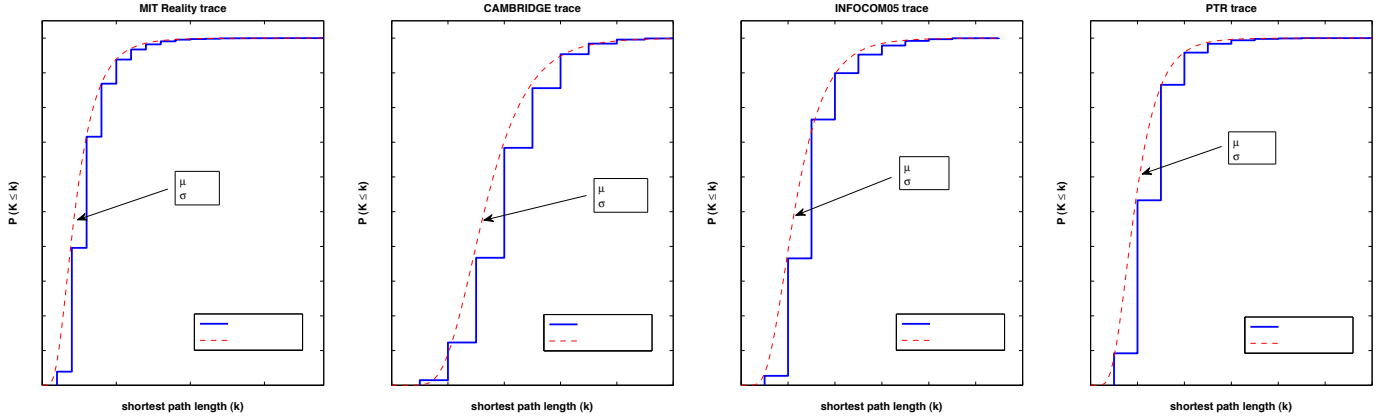 MIT Reality trace
P (K ≤ k)
μ
σ
shortest path length (k)
CAMBRIDGE trace
P (K ≤ k)
μ
σ
shortest path length (k)
INFOCOM05 trace
P (K ≤ k)
μ
σ
shortest path length (k)
PTR trace
P (K ≤ k)
μ
σ
shortest path length (k)